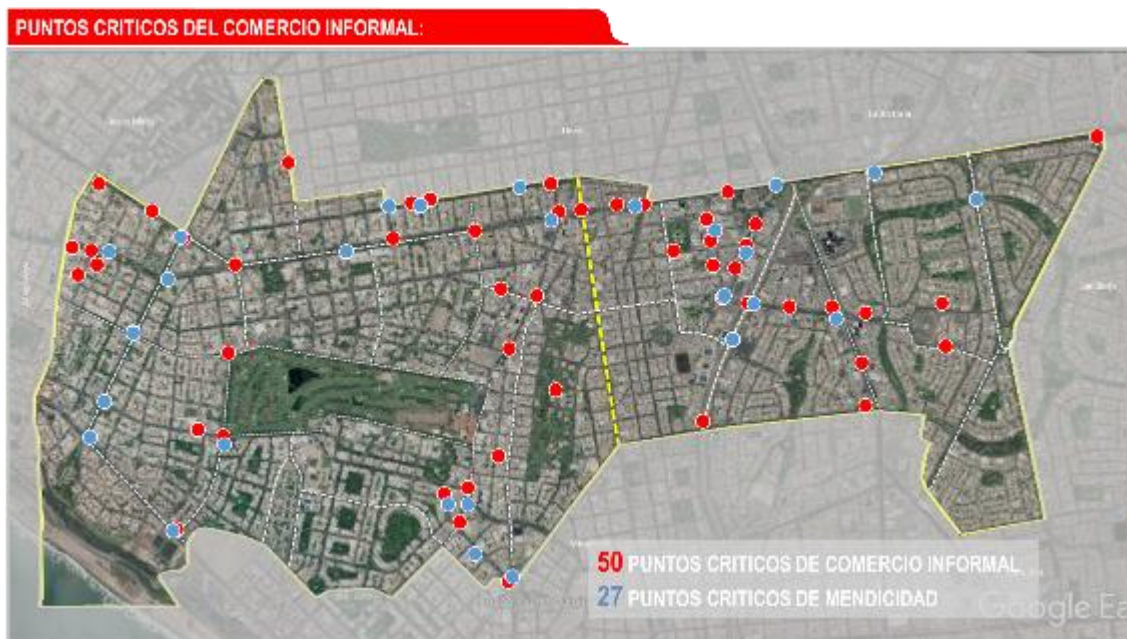 PUNTOS CRITICOS DEL COMERCIO INFORMAL:
50 PUNTOS CRITICOS DE COMERCIO INFORMAL
27 PUNTOS CRITICOS DE MENDICIDAD
Google Ea